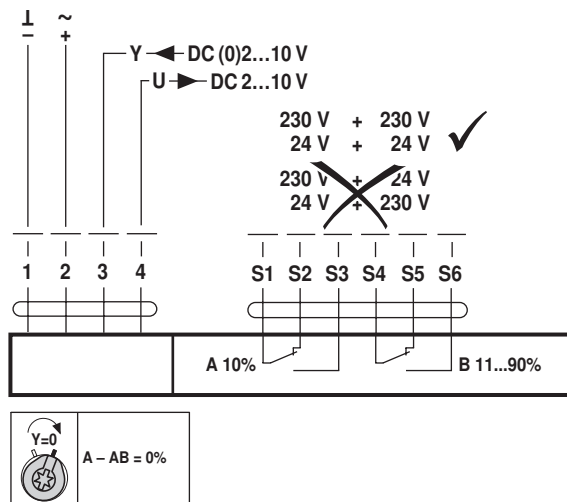 ⊥ ~
– +
Y DC (0)2...10 V
U DC 2...10 V
230 V + 230 V
24 V + 24 V
230 V + 24 V
24 V + 230 V
1 2 3 4 S1 S2 S3 S4 S5 S6
A 10% B 11...90%
Y=0
A – AB = 0%